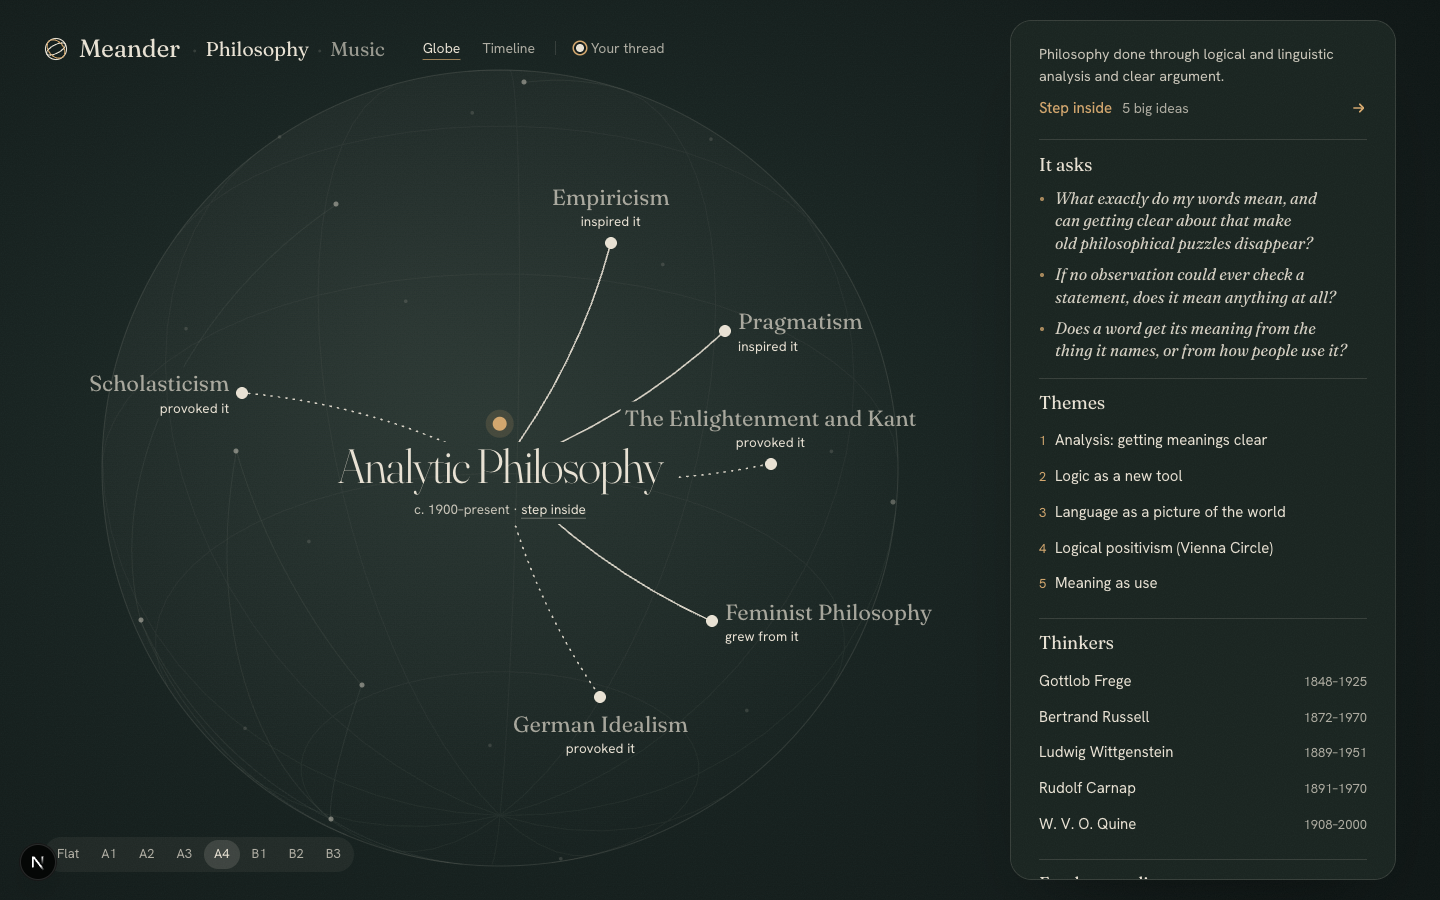 Meander · Philosophy · Music
Globe Timeline Your thread
Empiricism
inspired it
Pragmatism
inspired it
Scholasticism
provoked it
The Enlightenment and Kant
provoked it
Analytic Philosophy
c. 1900–present · step inside
Feminist Philosophy
grew from it
German Idealism
provoked it
Flat A1 A2 A3 A4 B1 B2 B3
N
Philosophy done through logical and linguistic
analysis and clear argument.
Step inside 5 big ideas →
It asks
• What exactly do my words mean, and
can getting clear about that make
old philosophical puzzles disappear?
• If no observation could ever check a
statement, does it mean anything at all?
• Does a word get its meaning from the
thing it names, or from how people use it?
Themes
1 Analysis: getting meanings clear
2 Logic as a new tool
3 Language as a picture of the world
4 Logical positivism (Vienna Circle)
5 Meaning as use
Thinkers
Gottlob Frege 1848–1925
Bertrand Russell 1872–1970
Ludwig Wittgenstein 1889–1951
Rudolf Carnap 1891–1970
W. V. O. Quine 1908–2000